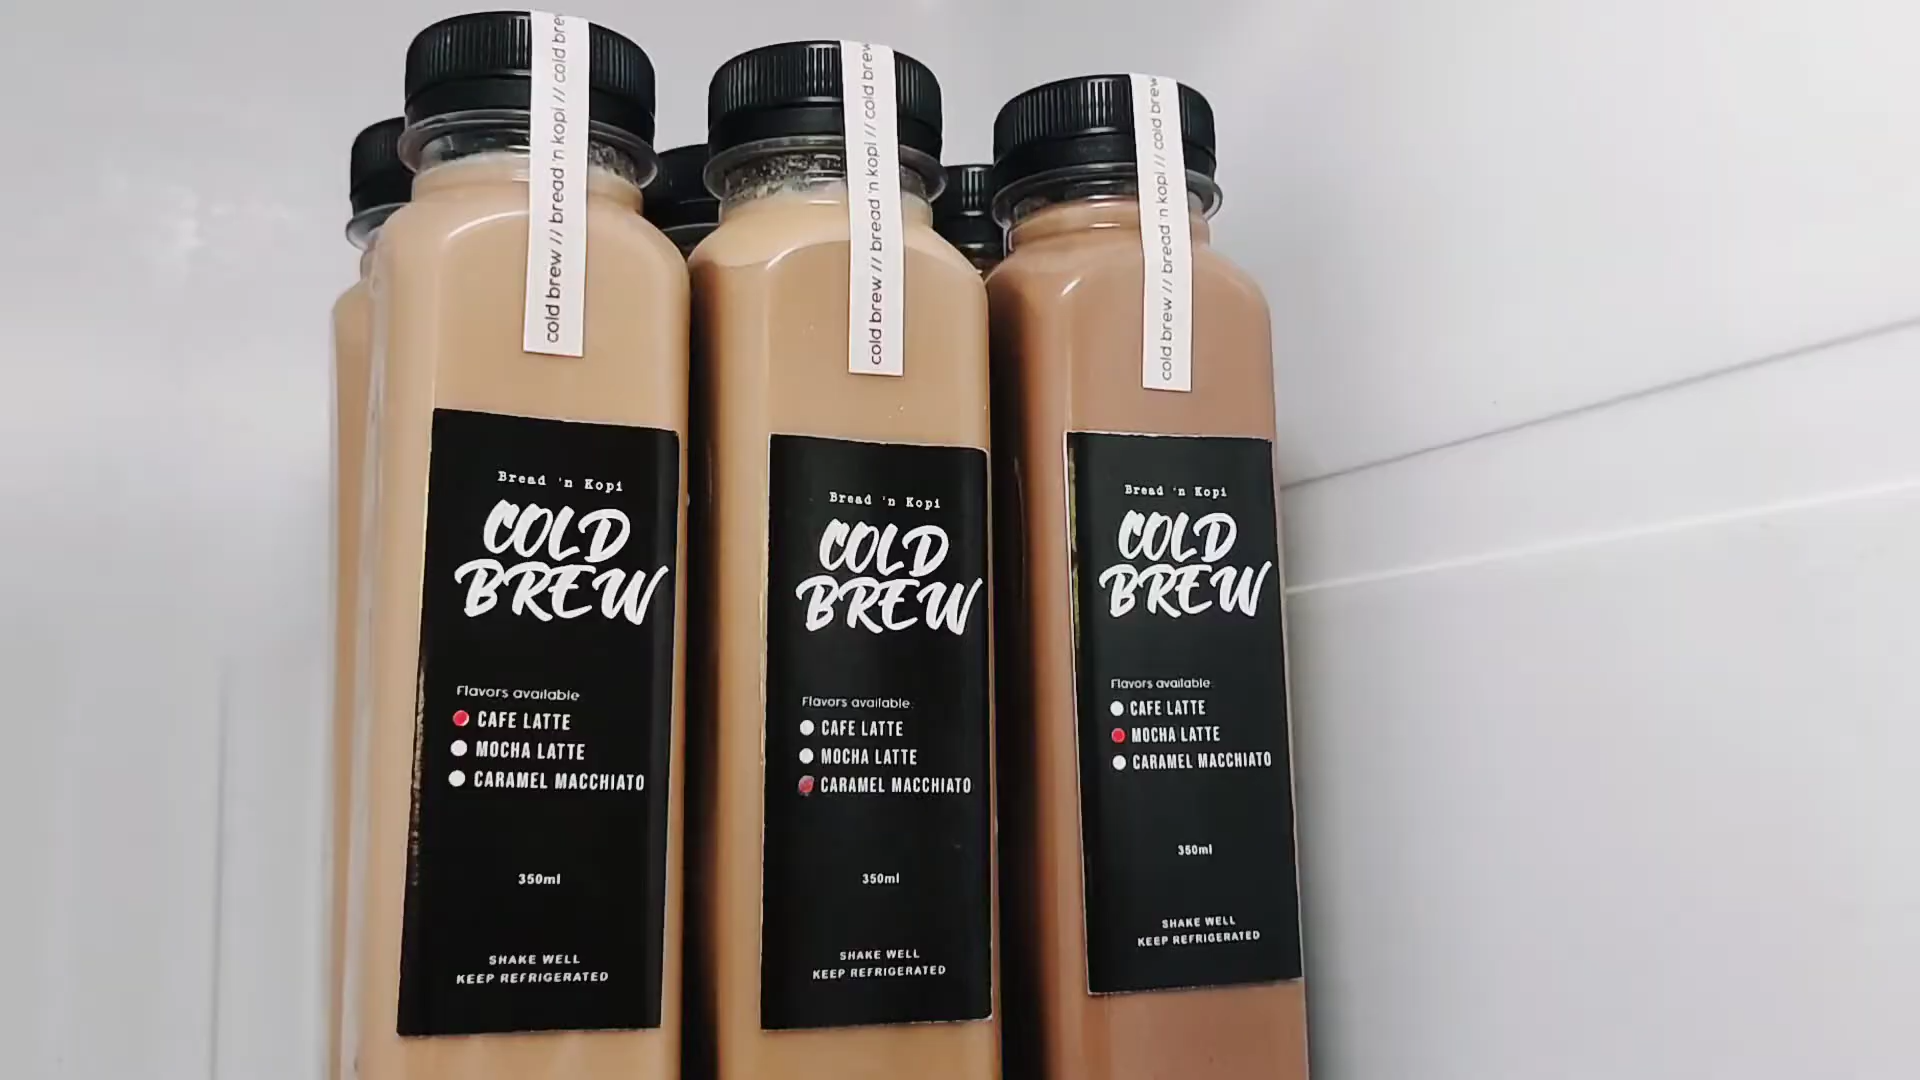 cold brew // bread 'n kopi // cold bre
Bread 'n Kopi
COLD
BREW
Flavors available
CAFE LATTE
MOCHA LATTE
CARAMEL MACCHIATO
350ml
SHAKE WELL
KEEP REFRIGERATED
cold brew // bread 'n kopi // cold brew
Bread 'n Kopi
COLD
BREW
Flavors available:
CAFE LATTE
MOCHA LATTE
CARAMEL MACCHIATO
350ml
SHAKE WELL
KEEP REFRIGERATED
cold brew // bread 'n kopi // cold brew
Bread 'n Kopi
COLD
BREW
Flavors available
CAFE LATTE
MOCHA LATTE
CARAMEL MACCHIATO
350ml
SHAKE WELL
KEEP REFRIGERATED